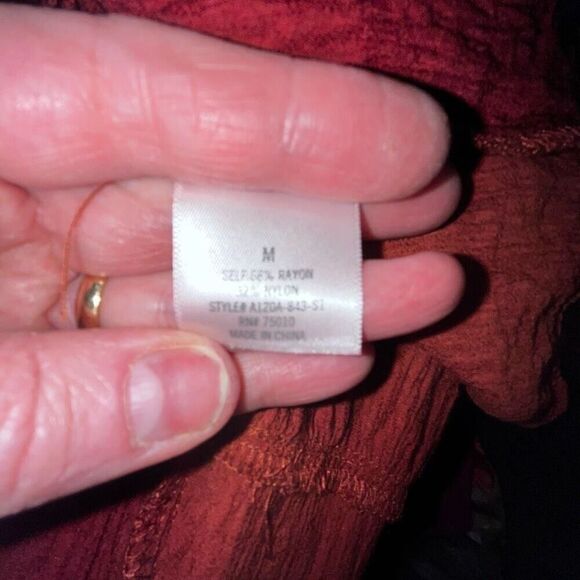 M
SELF:68% RAYON
32% NYLON
STYLE# A120A-843-S1
RN# 75010
MADE IN CHINA